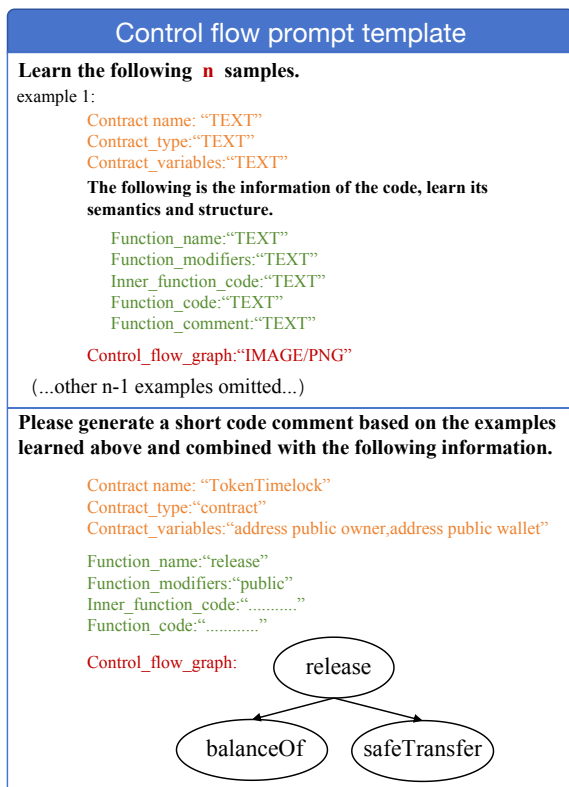 Control flow prompt template
Learn the following n samples.
example 1:
Contract name: “TEXT”
Contract_type:“TEXT”
Contract_variables:“TEXT”
The following is the information of the code, learn its
semantics and structure.
Function_name:“TEXT”
Function_modifiers:“TEXT”
Inner_function_code:“TEXT”
Function_code:“TEXT”
Function_comment:“TEXT”
Control_flow_graph:“IMAGE/PNG”
(...other n-1 examples omitted...)
Please generate a short code comment based on the examples
learned above and combined with the following information.
Contract name: “TokenTimelock”
Contract_type:“contract”
Contract_variables:“address public owner,address public wallet”
Function_name:“release”
Function_modifiers:“public”
Inner_function_code:“...........”
Function_code:“............”
Control_flow_graph:
release
balanceOf
safeTransfer